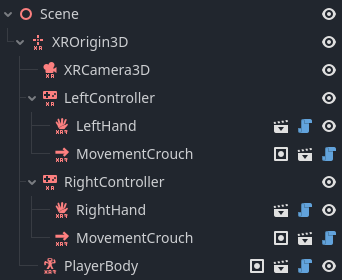 Scene
XROrigin3D
XRCamera3D
LeftController
LeftHand
MovementCrouch
RightController
RightHand
MovementCrouch
PlayerBody